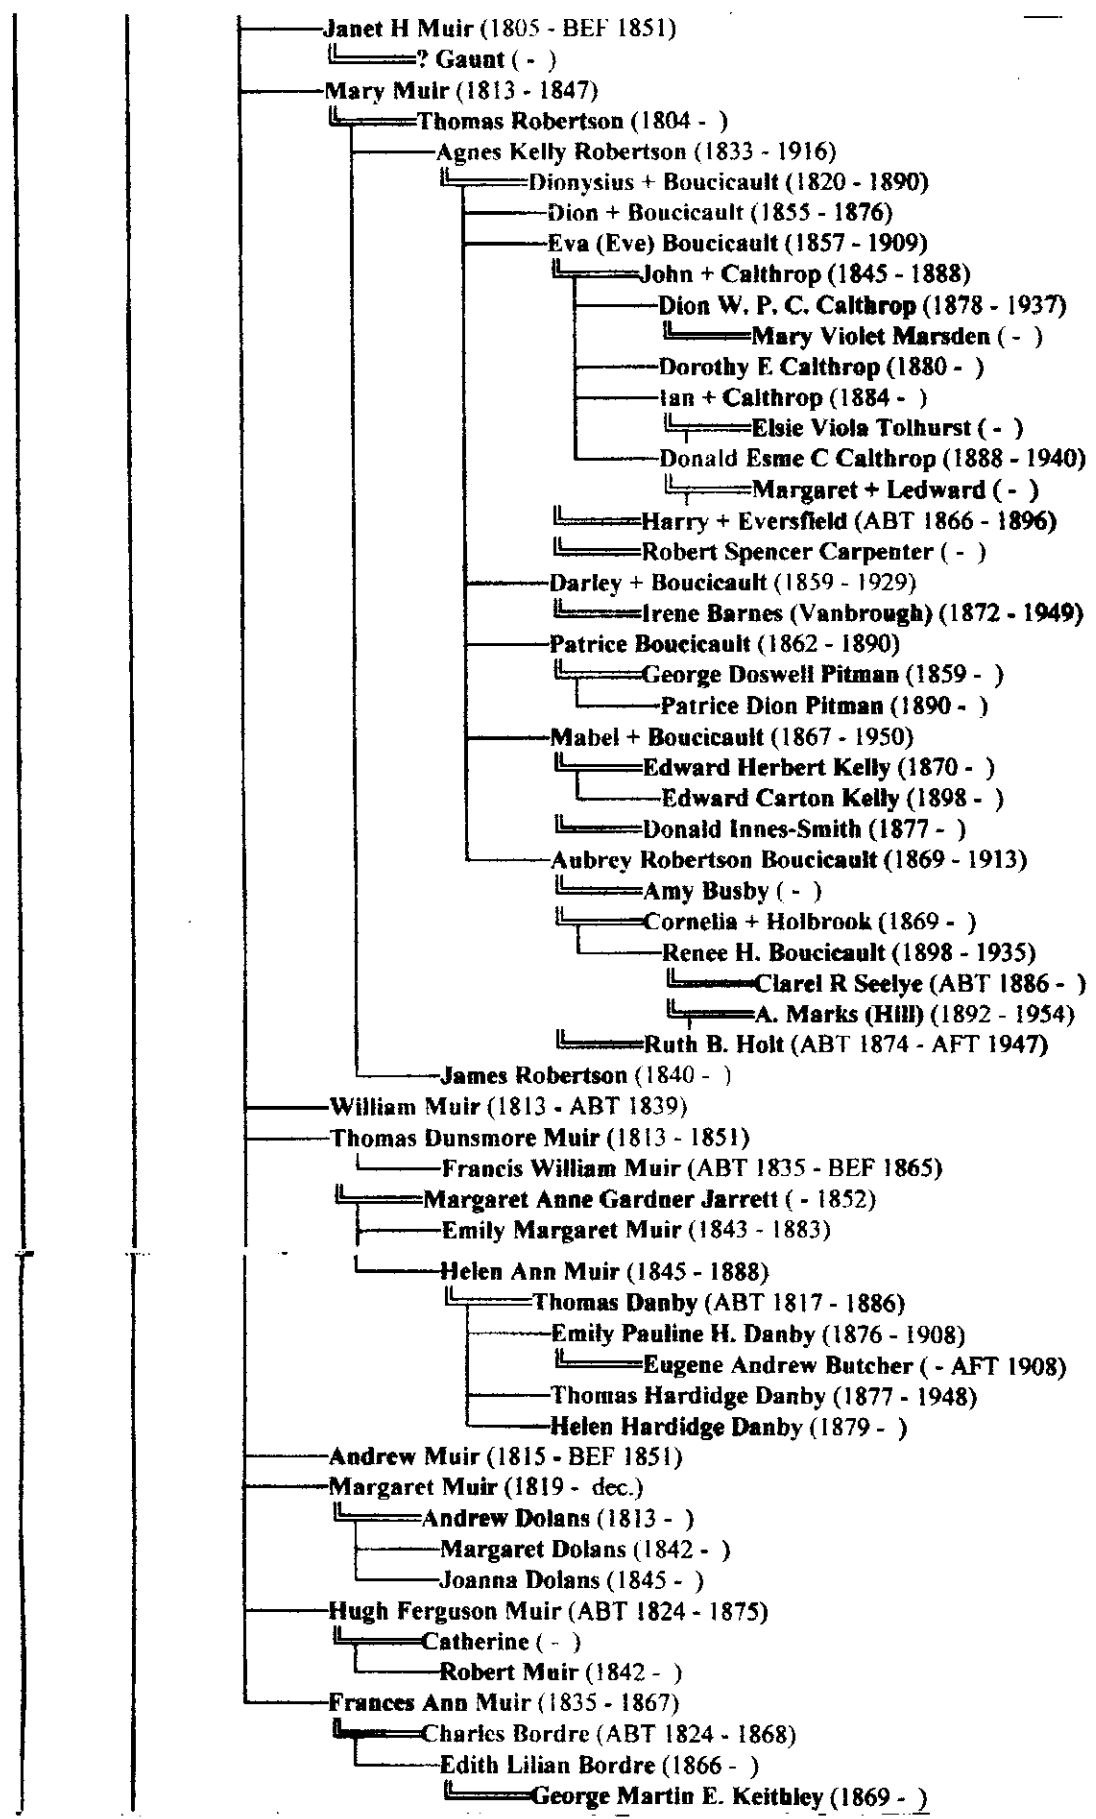 Janet H Muir (1805 - BEF 1851)
? Gaunt ( - )
Mary Muir (1813 - 1847)
Thomas Robertson (1804 - )
Agnes Kelly Robertson (1833 - 1916)
Dionysius + Boucicault (1820 - 1890)
Dion + Boucicault (1855 - 1876)
Eva (Eve) Boucicault (1857 - 1909)
John + Calthrop (1845 - 1888)
Dion W. P. C. Calthrop (1878 - 1937)
Mary Violet Marsden ( - )
Dorothy E Calthrop (1880 - )
Ian + Calthrop (1884 - )
Elsie Viola Tolhurst ( - )
Donald Esme C Calthrop (1888 - 1940)
Margaret + Ledward ( - )
Harry + Eversfield (ABT 1866 - 1896)
Robert Spencer Carpenter ( - )
Darley + Boucicault (1859 - 1929)
Irene Barnes (Vanbrough) (1872 - 1949)
Patrice Boucicault (1862 - 1890)
George Doswell Pitman (1859 - )
Patrice Dion Pitman (1890 - )
Mabel + Boucicault (1867 - 1950)
Edward Herbert Kelly (1870 - )
Edward Carton Kelly (1898 - )
Donald Innes-Smith (1877 - )
Aubrey Robertson Boucicault (1869 - 1913)
Amy Busby ( - )
Cornelia + Holbrook (1869 - )
Renee H. Boucicault (1898 - 1935)
Clarel R Seelye (ABT 1886 - )
A. Marks (Hill) (1892 - 1954)
Ruth B. Holt (ABT 1874 - AFT 1947)
James Robertson (1840 - )
William Muir (1813 - ABT 1839)
Thomas Dunsmore Muir (1813 - 1851)
Francis William Muir (ABT 1835 - BEF 1865)
Margaret Anne Gardner Jarrett ( - 1852)
Emily Margaret Muir (1843 - 1883)
Helen Ann Muir (1845 - 1888)
Thomas Danby (ABT 1817 - 1886)
Emily Pauline H. Danby (1876 - 1908)
Eugene Andrew Butcher ( - AFT 1908)
Thomas Hardidge Danby (1877 - 1948)
Helen Hardidge Danby (1879 - )
Andrew Muir (1815 - BEF 1851)
Margaret Muir (1819 - dec.)
Andrew Dolans (1813 - )
Margaret Dolans (1842 - )
Joanna Dolans (1845 - )
Hugh Ferguson Muir (ABT 1824 - 1875)
Catherine ( - )
Robert Muir (1842 - )
Frances Ann Muir (1835 - 1867)
Charles Bordre (ABT 1824 - 1868)
Edith Lilian Bordre (1866 - )
George Martin E. Keithley (1869 - )